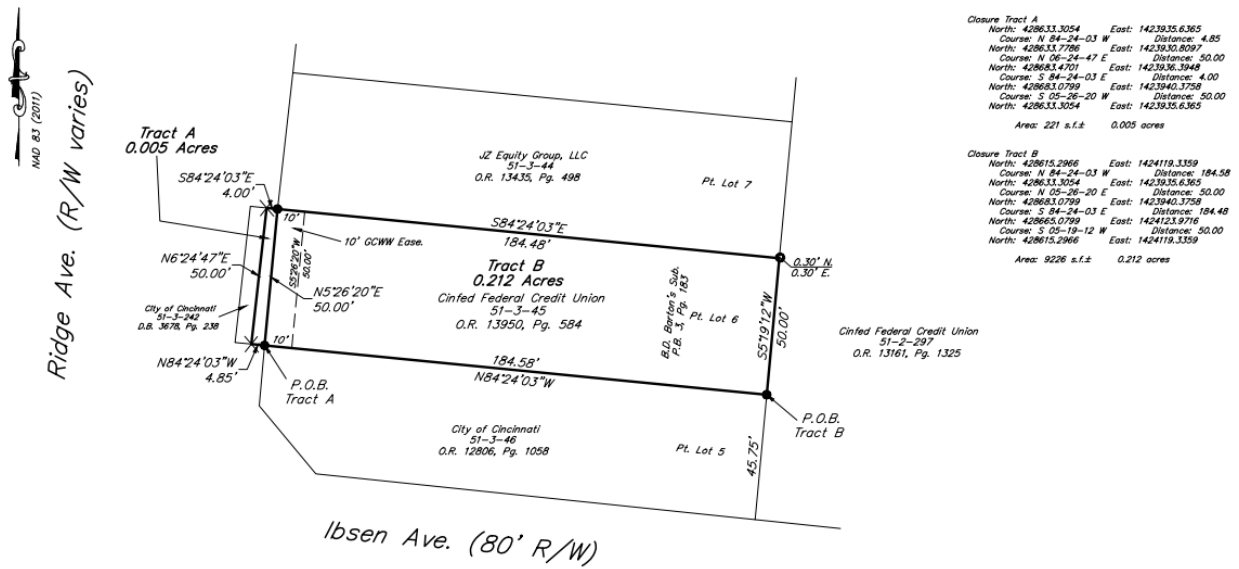 NAD 83 (2011)
Ridge Ave. (R/W varies)
Tract A
0.005 Acres
S84°24'03"E
4.00'
JZ Equity Group, LLC
51-3-44
O.R. 13435, Pg. 498
Pt. Lot 7
10'
10' GCWW Ease.
S84°24'03"E
184.48'
0.30' N.
0.30' E.
N6°24'47"E
50.00'
S5°26'20"W
50.00'
N5°26'20"E
50.00'
Tract B
0.212 Acres
Cinfed Federal Credit Union
51-3-45
O.R. 13950, Pg. 584
B.D. Barton's Sub.
P.B. 3, Pg. 183
Pt. Lot 6
S5°19'12"W
50.00'
Cinfed Federal Credit Union
51-2-297
O.R. 13161, Pg. 1325
City of Cincinnati
51-3-242
D.B. 3678, Pg. 238
10'
N84°24'03"W
4.85'
P.O.B.
Tract A
184.58'
N84°24'03"W
P.O.B.
Tract B
City of Cincinnati
51-3-46
O.R. 12806, Pg. 1058
Pt. Lot 5
45.75'
Ibsen Ave. (80' R/W)
Closure Tract A
North: 428633.3054 East: 1423935.6365
Course: N 84-24-03 W Distance: 4.85
North: 428633.7786 East: 1423930.8097
Course: N 06-24-47 E Distance: 50.00
North: 428683.4701 East: 1423936.3948
Course: S 84-24-03 E Distance: 4.00
North: 428683.0799 East: 1423940.3758
Course: S 05-26-20 W Distance: 50.00
North: 428633.3054 East: 1423935.6365
Area: 221 s.f.± 0.005 acres
Closure Tract B
North: 428615.2966 East: 1424119.3359
Course: N 84-24-03 W Distance: 184.58
North: 428633.3054 East: 1423935.6365
Course: N 05-26-20 E Distance: 50.00
North: 428683.0799 East: 1423940.3758
Course: S 84-24-03 E Distance: 184.48
North: 428665.0799 East: 1424123.9716
Course: S 05-19-12 W Distance: 50.00
North: 428615.2966 East: 1424119.3359
Area: 9226 s.f.± 0.212 acres